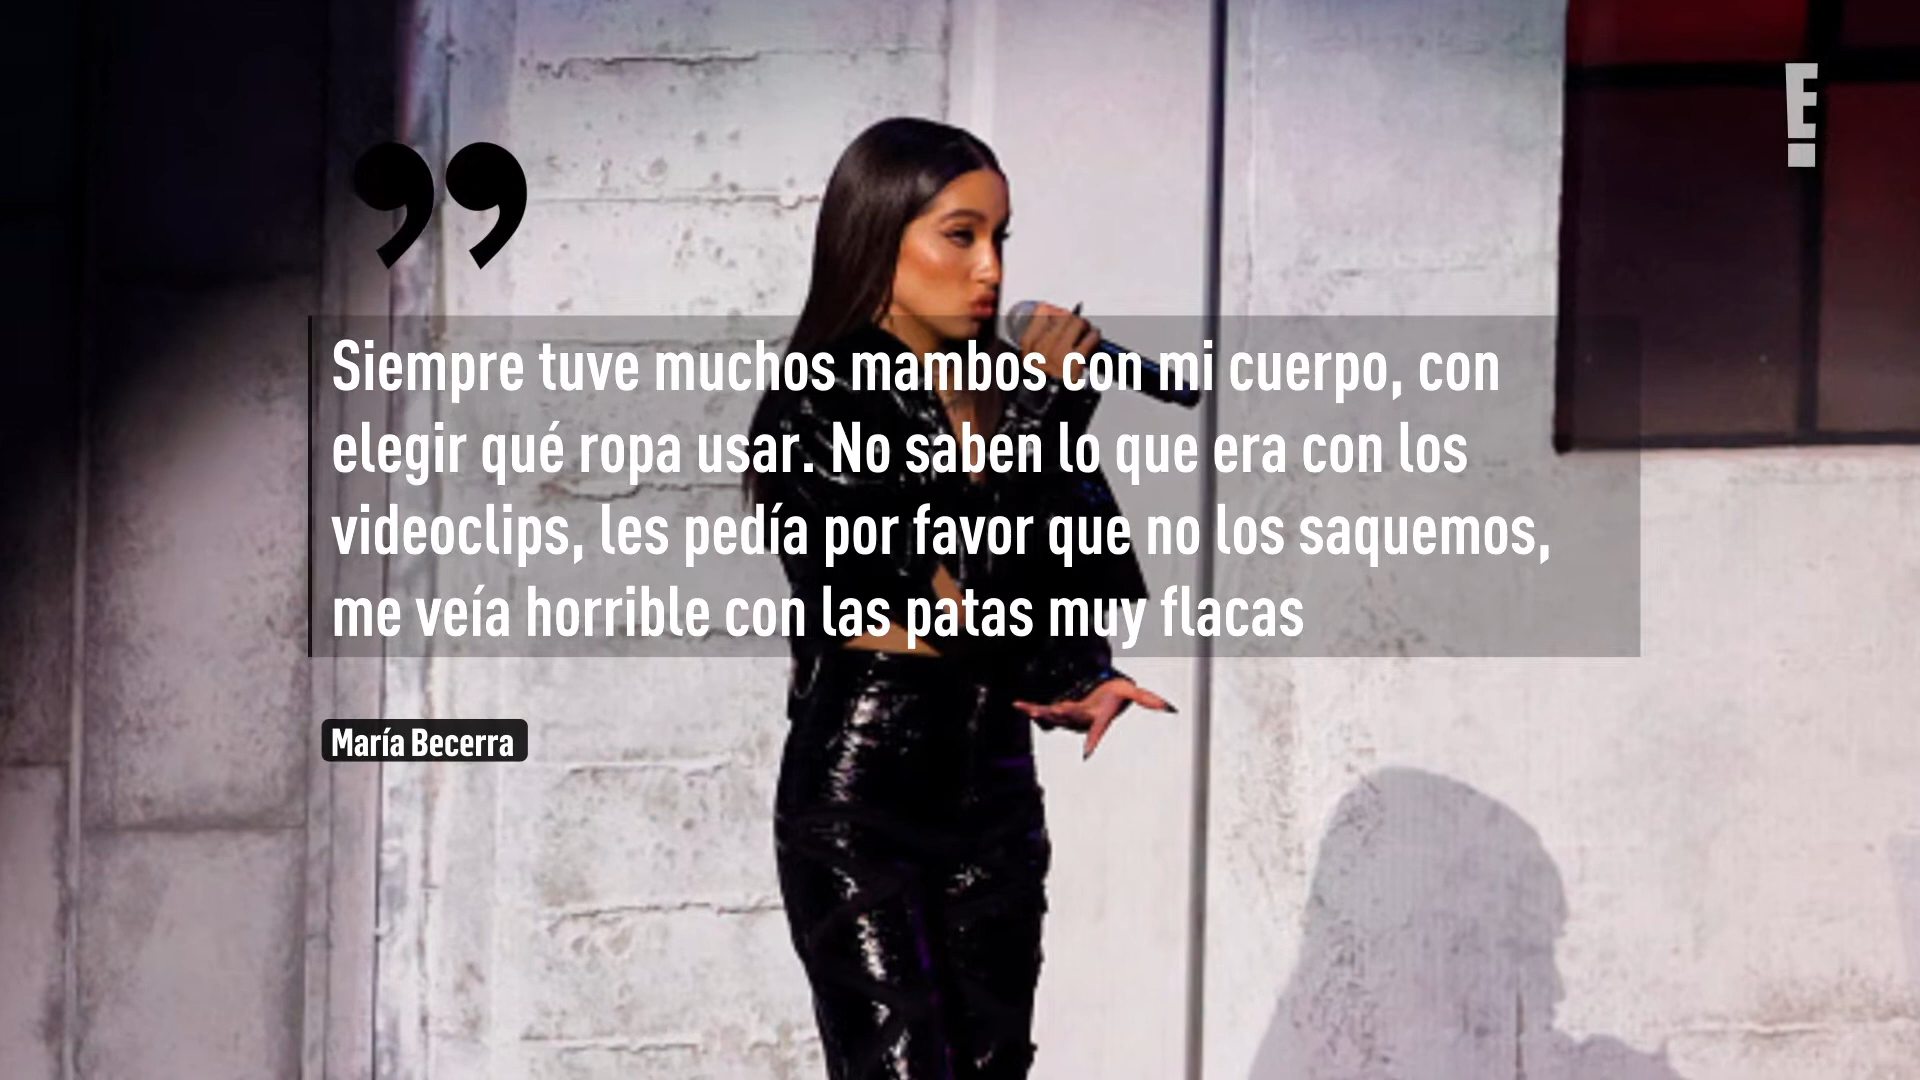 E!
”
Siempre tuve muchos mambos con mi cuerpo, con
elegir qué ropa usar. No saben lo que era con los
videoclips, les pedía por favor que no los saquemos,
me veía horrible con las patas muy flacas
María Becerra